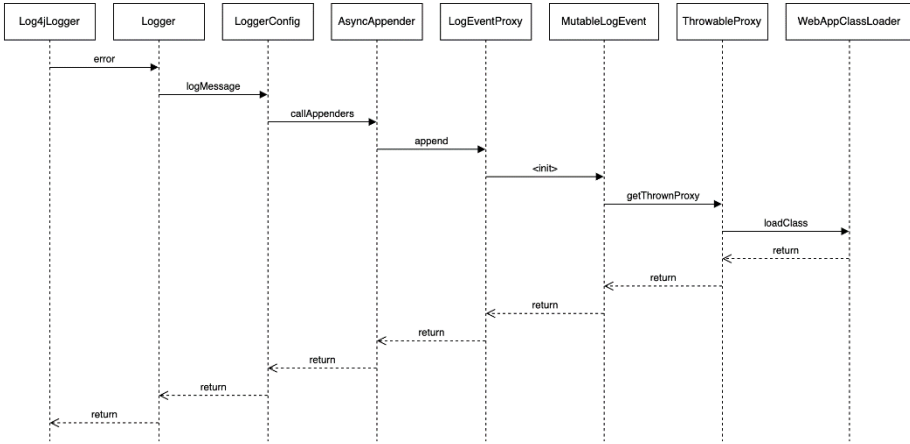 Log4jLogger Logger LoggerConfig AsyncAppender LogEventProxy MutableLogEvent ThrowableProxy WebAppClassLoader
error
logMessage
callAppenders
append
<init>
getThrownProxy
loadClass
return
return
return
return
return
return
return